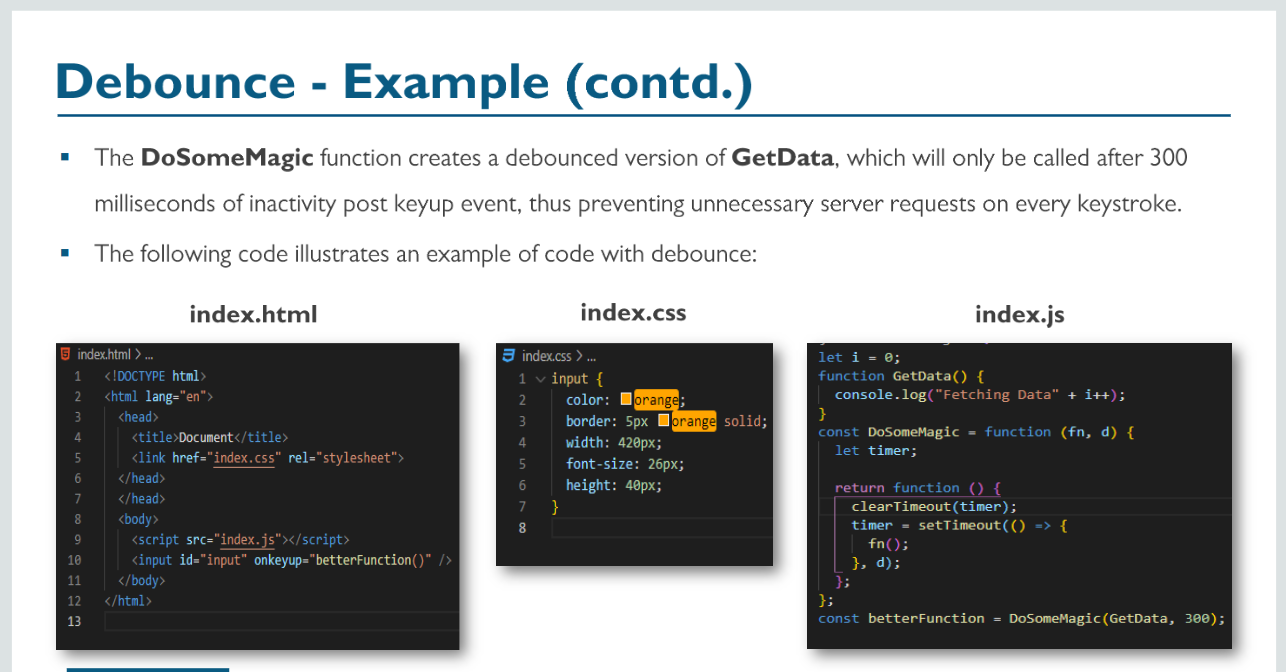 Debounce - Example (contd.)
▪ The DoSomeMagic function creates a debounced version of GetData, which will only be called after 300
milliseconds of inactivity post keyup event, thus preventing unnecessary server requests on every keystroke.
▪ The following code illustrates an example of code with debounce:
index.html
index.html > ...
1 <!DOCTYPE html>
2 <html lang="en">
3 <head>
4 <title>Document</title>
5 <link href="index.css" rel="stylesheet">
6 </head>
7 </head>
8 <body>
9 <script src="index.js"></script>
10 <input id="input" onkeyup="betterFunction()" />
11 </body>
12 </html>
13
index.css
index.css > ...
1 input {
2 color: orange;
3 border: 5px orange solid;
4 width: 420px;
5 font-size: 26px;
6 height: 40px;
7 }
8
index.js
let i = 0;
function GetData() {
console.log("Fetching Data" + i++);
}
const DoSomeMagic = function (fn, d) {
let timer;
return function () {
clearTimeout(timer);
timer = setTimeout(() => {
fn();
}, d);
};
};
const betterFunction = DoSomeMagic(GetData, 300);